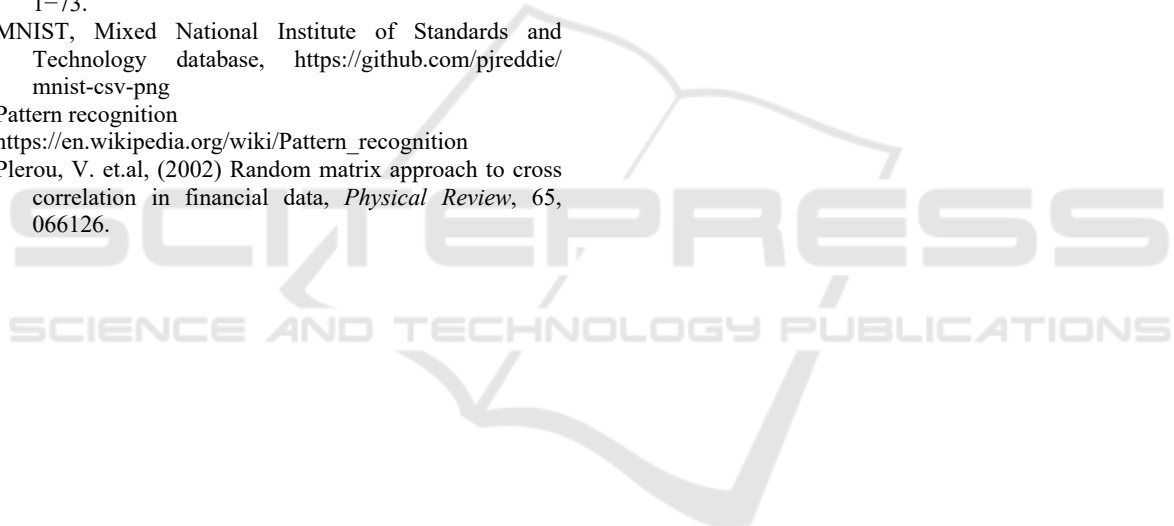 1−73.
MNIST, Mixed National Institute of Standards and
Technology database, https://github.com/pjreddie/
mnist-csv-png
Pattern recognition
https://en.wikipedia.org/wiki/Pattern_recognition
Plerou, V. et.al, (2002) Random matrix approach to cross
correlation in financial data, Physical Review, 65,
066126.
SCITEPRESS
SCIENCE AND TECHNOLOGY PUBLICATIONS